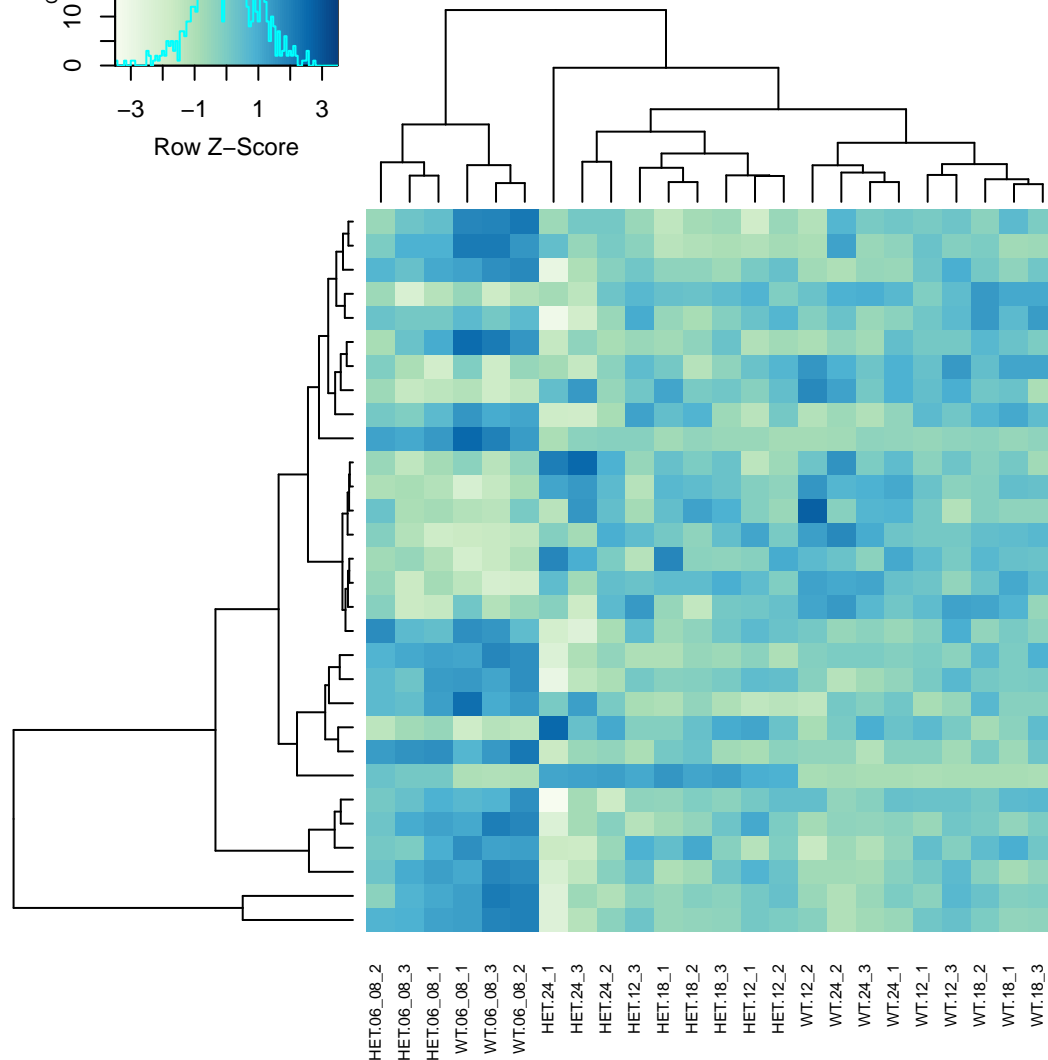 10
0
−3 −1 1 3
Row Z−Score
HET.06_08_2
HET.06_08_3
HET.06_08_1
WT.06_08_1
WT.06_08_3
WT.06_08_2
HET.24_1
HET.24_3
HET.24_2
HET.12_3
HET.18_1
HET.18_2
HET.18_3
HET.12_1
HET.12_2
WT.12_2
WT.24_2
WT.24_3
WT.24_1
WT.12_1
WT.12_3
WT.18_2
WT.18_1
WT.18_3